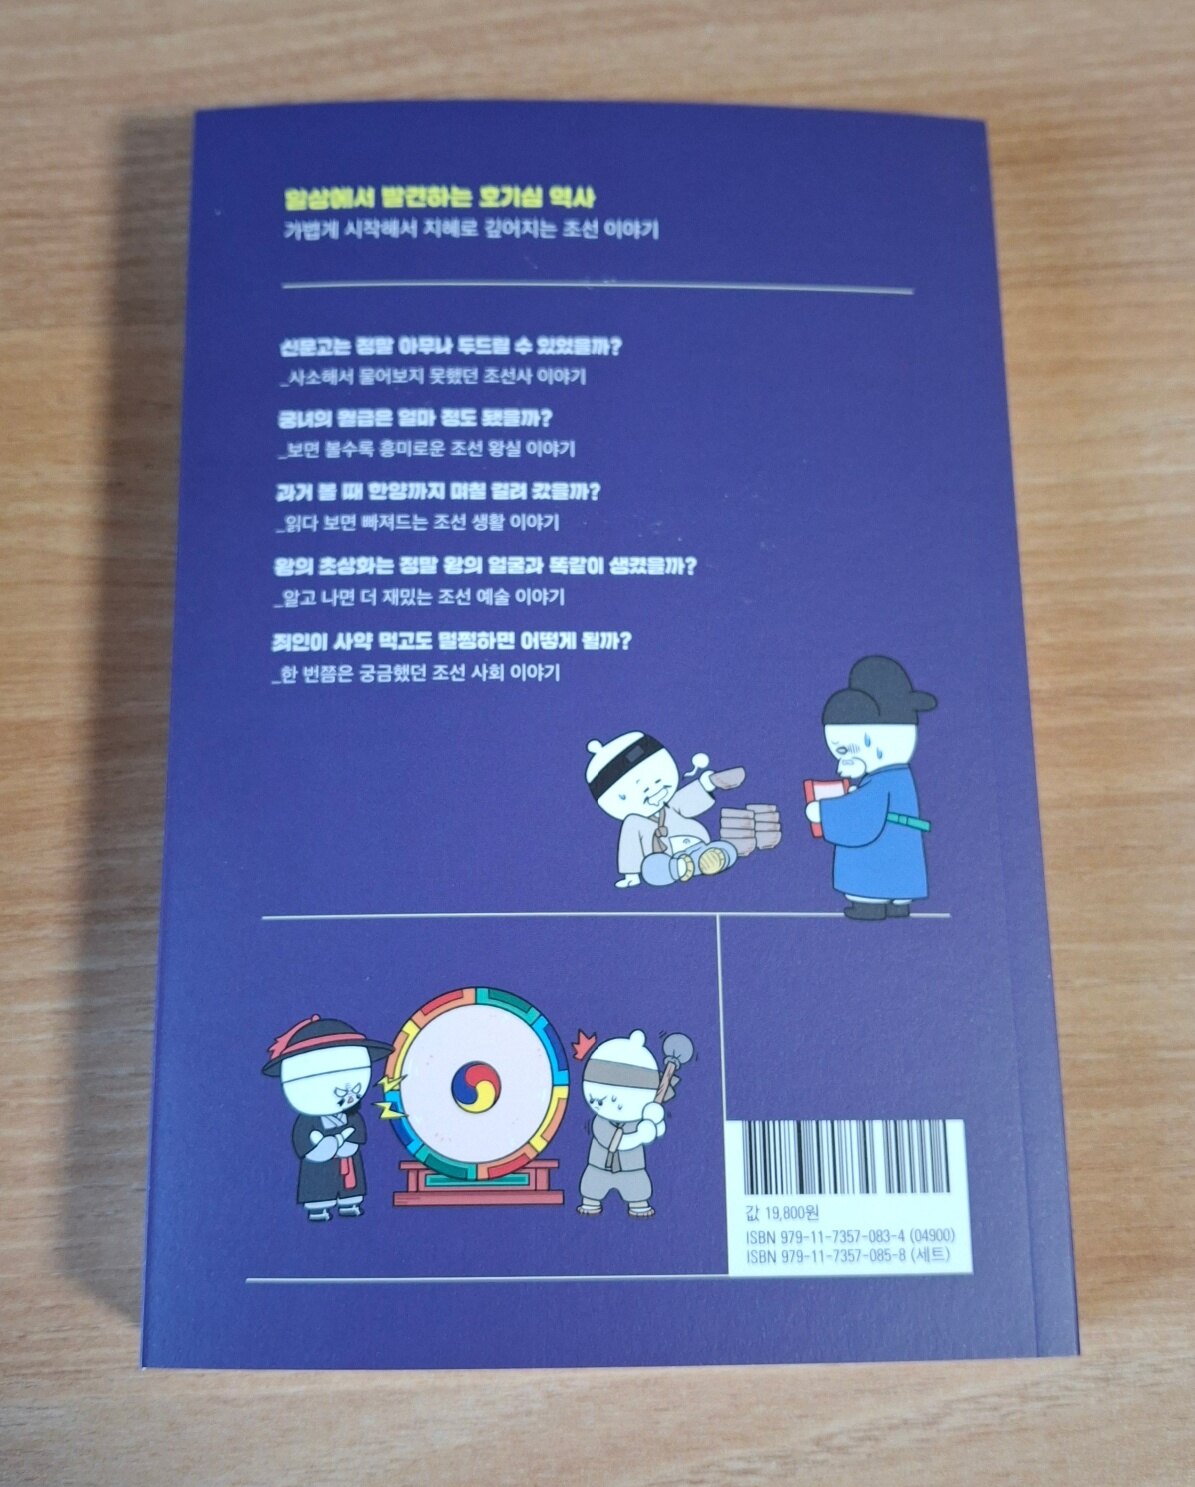 일상에서 발견하는 호기심 역사
가볍게 시작해서 지혜로 깊어지는 조선 이야기
신문고는 정말 아무나 두드릴 수 있었을까?
_사소해서 물어보지 못했던 조선사 이야기
궁녀의 월급은 얼마 정도 됐을까?
_보면 볼수록 흥미로운 조선 왕실 이야기
과거 볼 때 한양까지 며칠 걸려 갔을까?
_읽다 보면 빠져드는 조선 생활 이야기
왕의 초상화는 정말 왕의 얼굴과 똑같이 생겼을까?
_알고 나면 더 재밌는 조선 예술 이야기
죄인이 사약 먹고도 멀쩡하면 어떻게 될까?
_한 번쯤은 궁금했던 조선 사회 이야기
값 19,800원
ISBN 979-11-7357-083-4 (04900)
ISBN 979-11-7357-085-8 (세트)